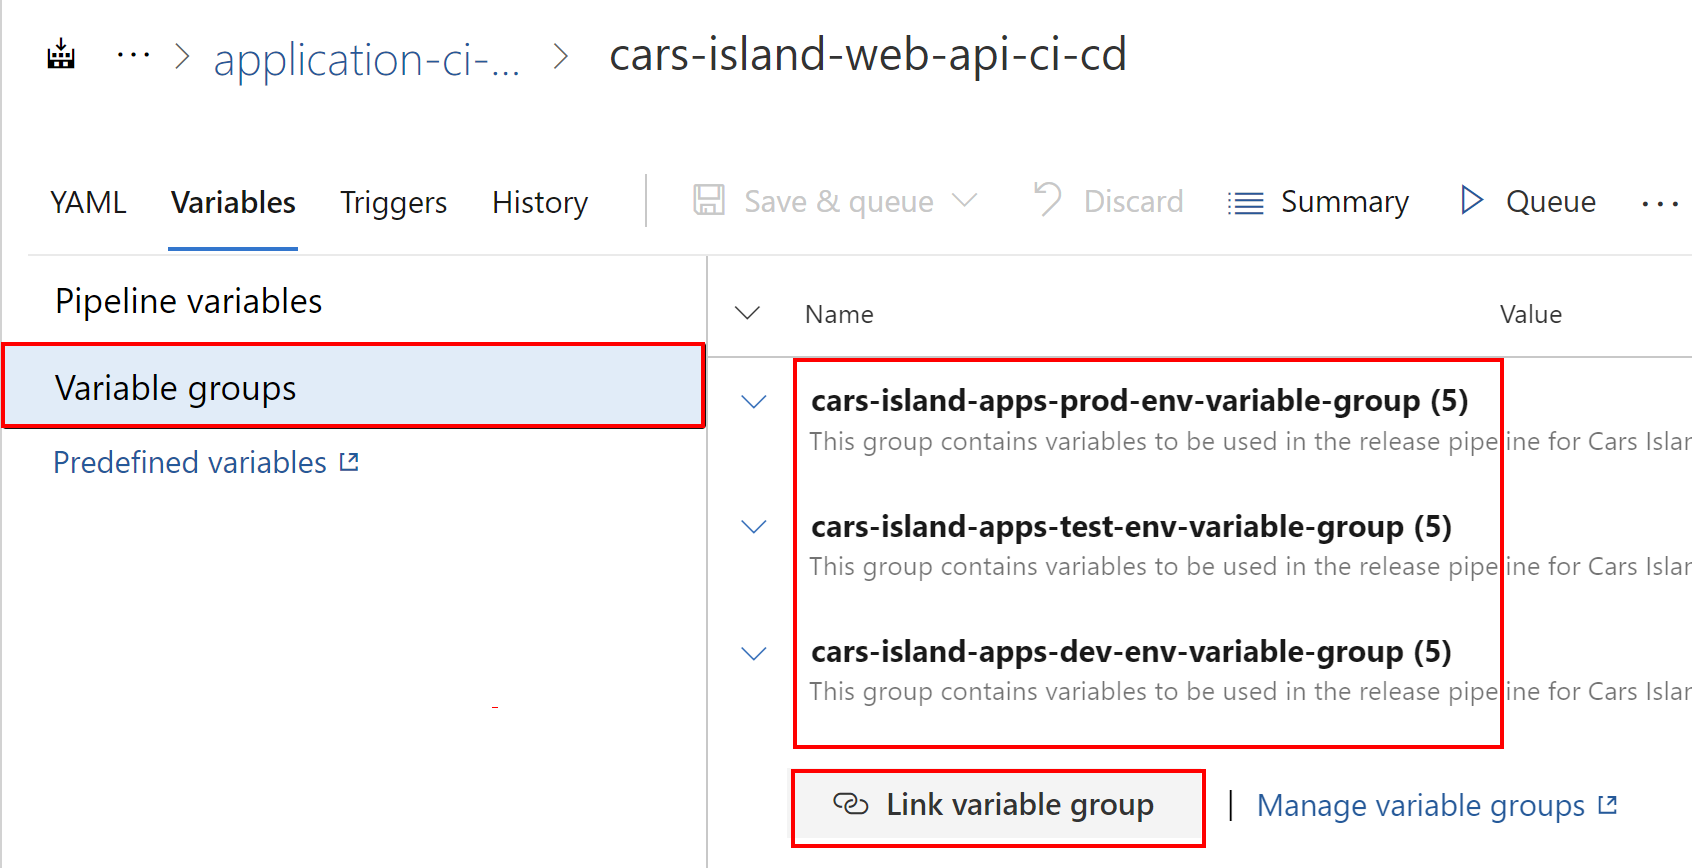 ... > application-ci-... > cars-island-web-api-ci-cd
YAML Variables Triggers History Save & queue Discard Summary Queue ...
Pipeline variables
Variable groups
Predefined variables
Name Value
cars-island-apps-prod-env-variable-group (5)
This group contains variables to be used in the release pipeline for Cars Islar
cars-island-apps-test-env-variable-group (5)
This group contains variables to be used in the release pipeline for Cars Islar
cars-island-apps-dev-env-variable-group (5)
This group contains variables to be used in the release pipeline for Cars Islar
Link variable group | Manage variable groups